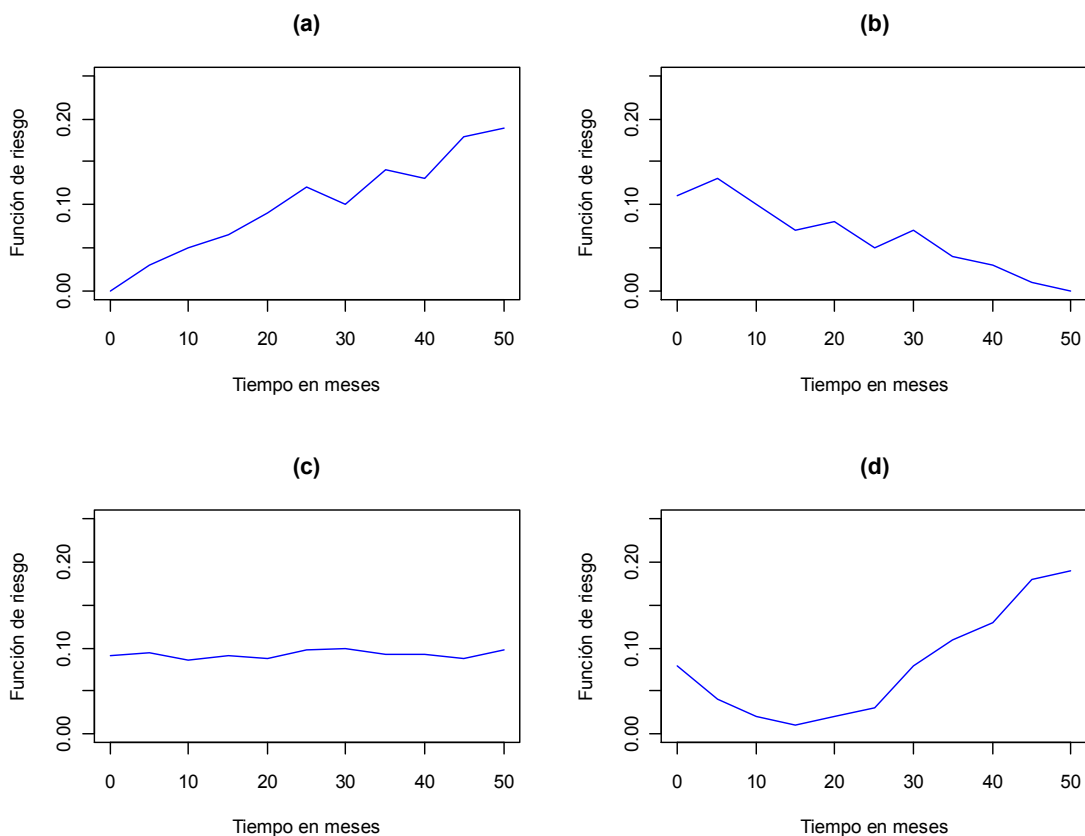 (a)
Función de riesgo
0.00 0.10 0.20
0 10 20 30 40 50
Tiempo en meses
(b)
Función de riesgo
0.00 0.10 0.20
0 10 20 30 40 50
Tiempo en meses
(c)
Función de riesgo
0.00 0.10 0.20
0 10 20 30 40 50
Tiempo en meses
(d)
Función de riesgo
0.00 0.10 0.20
0 10 20 30 40 50
Tiempo en meses